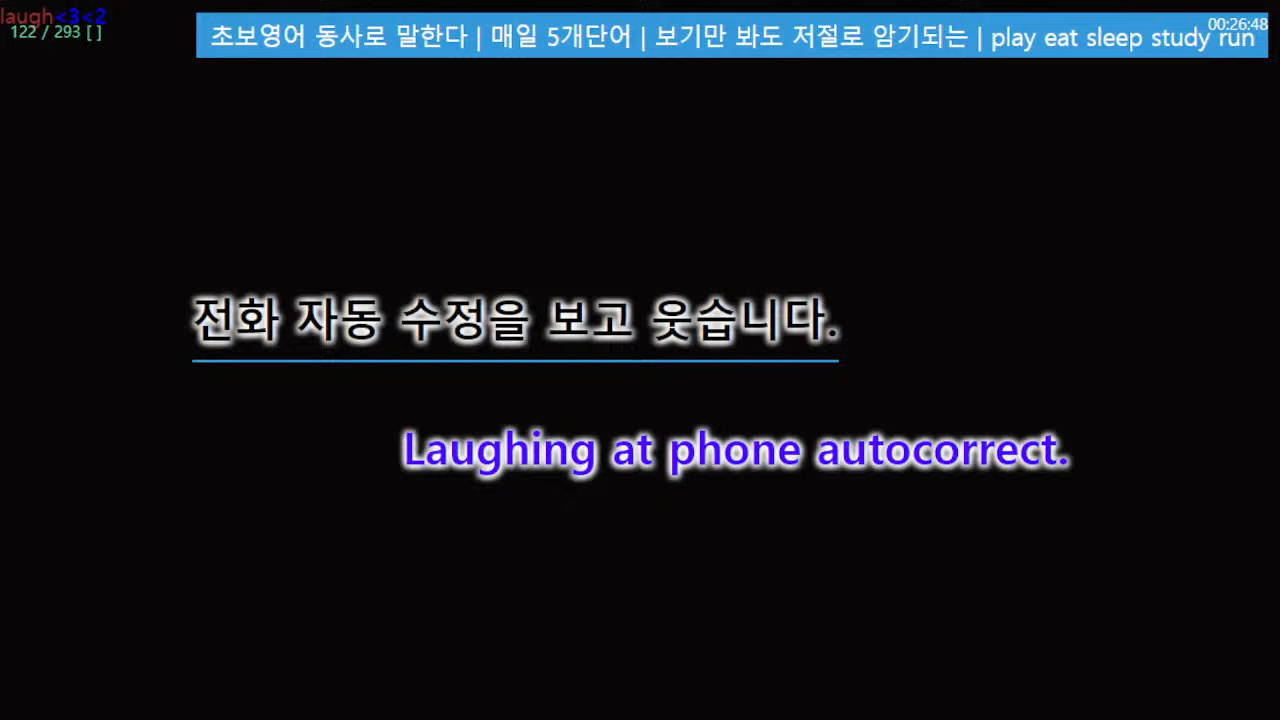 laugh<3<2
122 / 293 [ ]
초보영어 동사로 말한다 | 매일 5개단어 | 보기만 봐도 저절로 암기되는 | play eat sleep study run
00:26:48
전화 자동 수정을 보고 웃습니다.
Laughing at phone autocorrect.